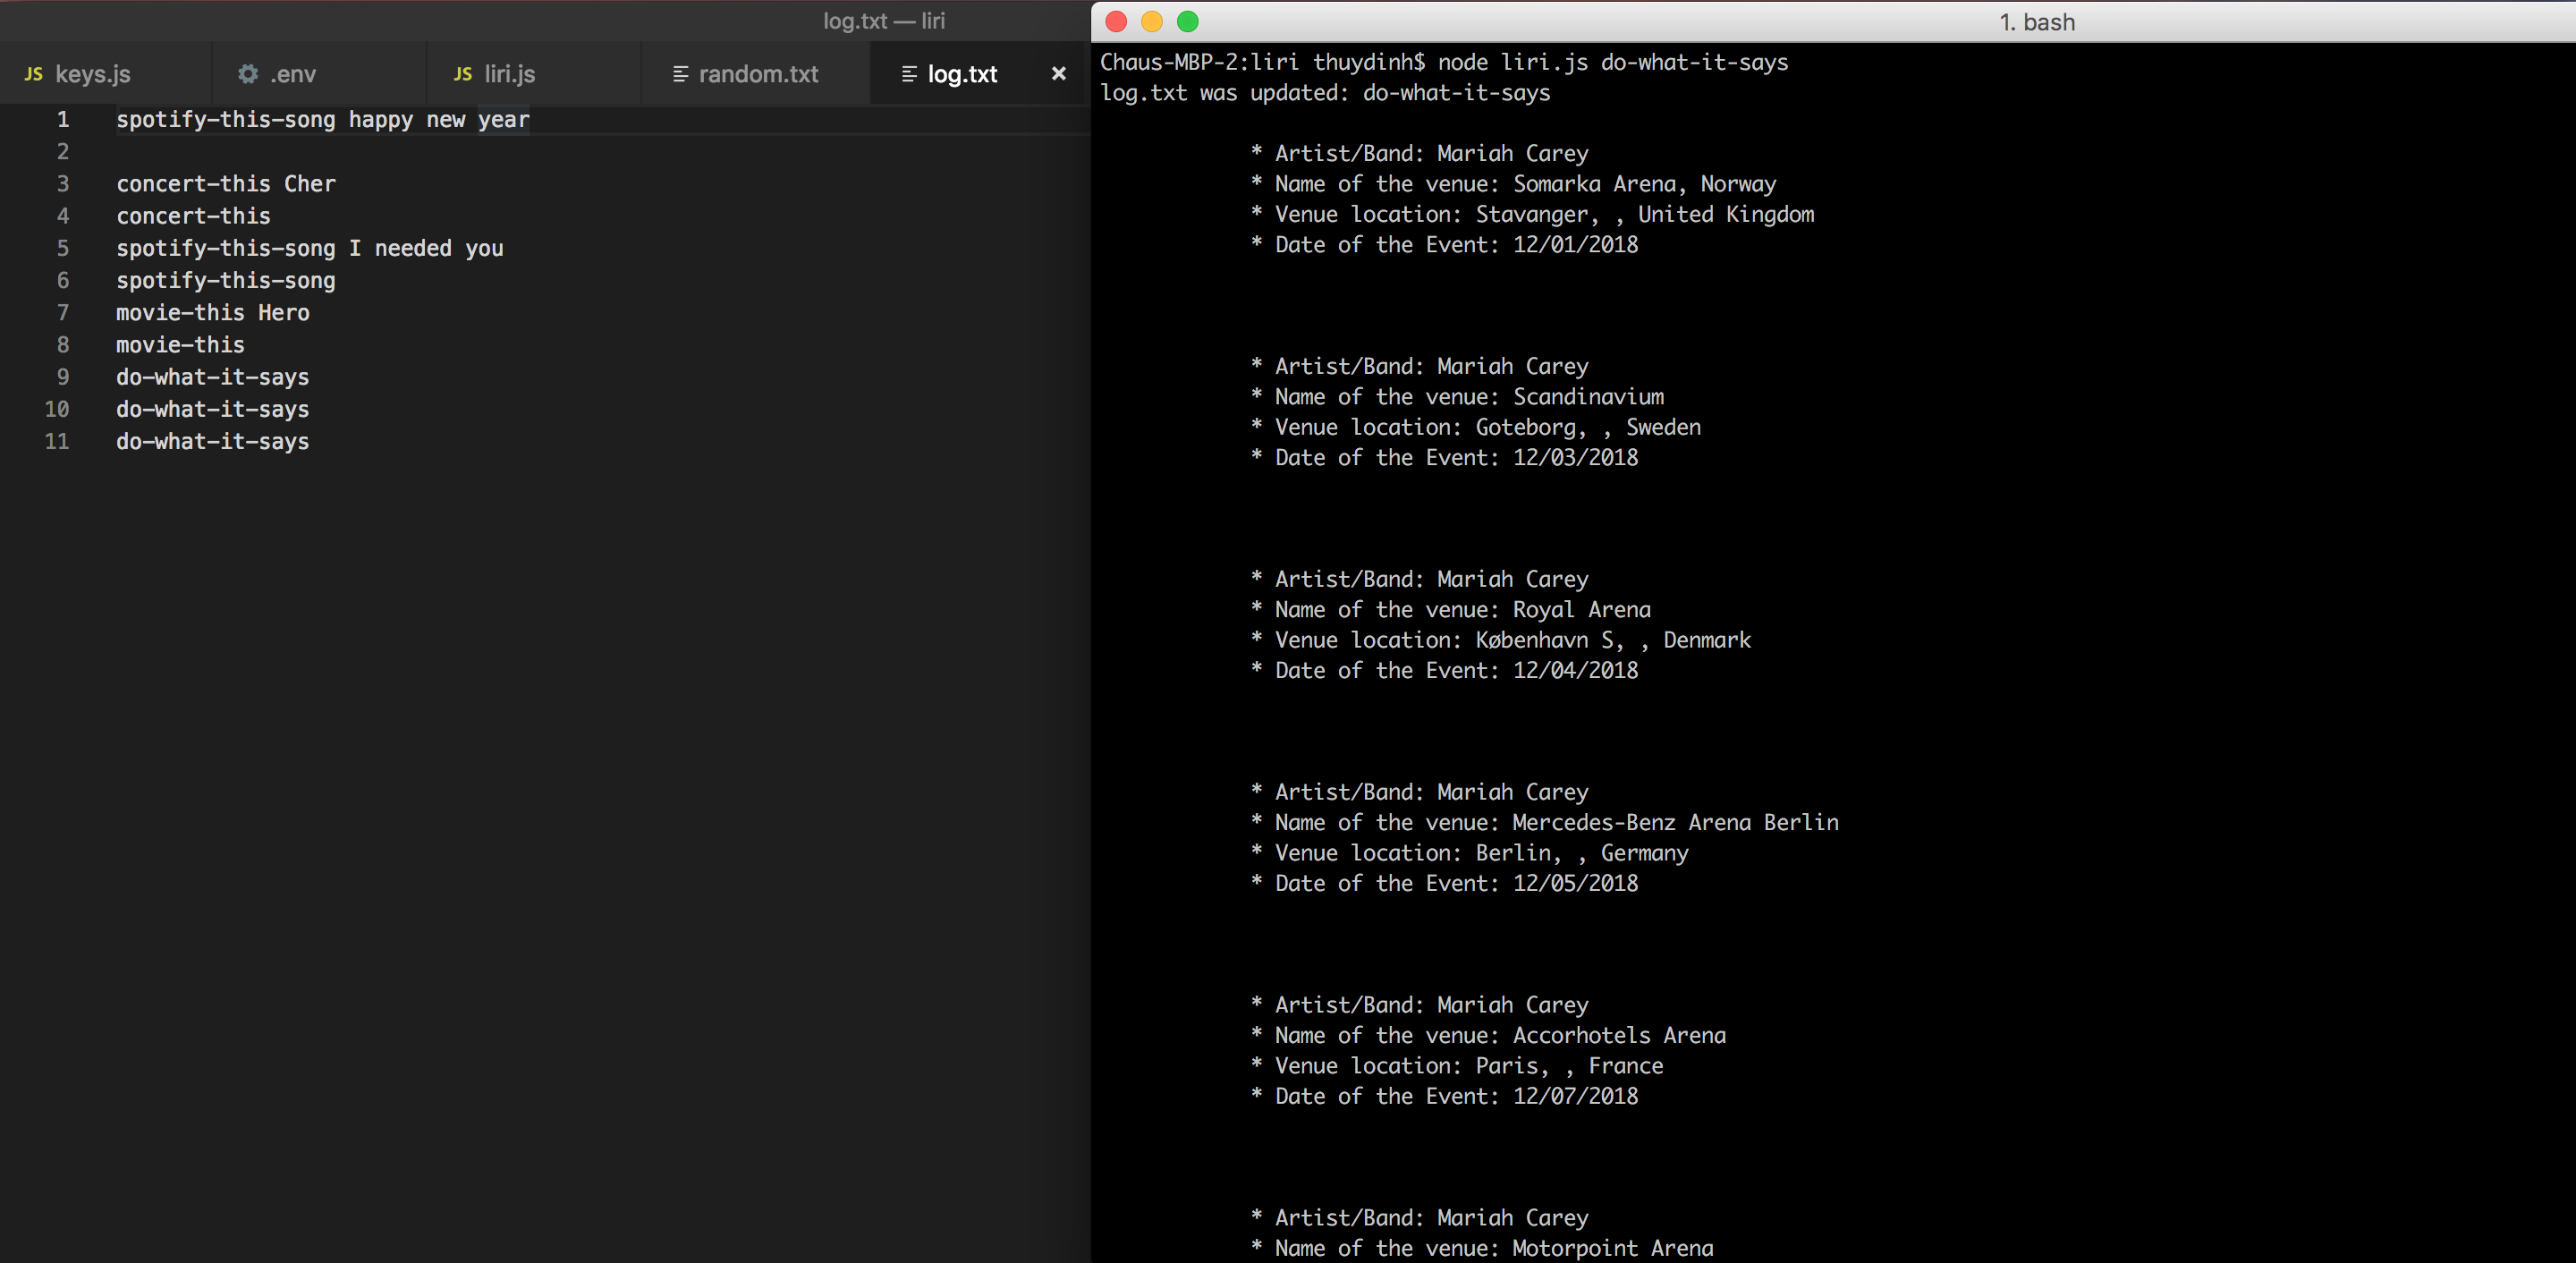 log.txt — liri
JS keys.js
.env
JS liri.js
random.txt
log.txt ×
1 spotify-this-song happy new year
2
3 concert-this Cher
4 concert-this
5 spotify-this-song I needed you
6 spotify-this-song
7 movie-this Hero
8 movie-this
9 do-what-it-says
10 do-what-it-says
11 do-what-it-says
1. bash
Chaus-MBP-2:liri thuydinh$ node liri.js do-what-it-says
log.txt was updated: do-what-it-says
* Artist/Band: Mariah Carey
* Name of the venue: Somarka Arena, Norway
* Venue location: Stavanger, , United Kingdom
* Date of the Event: 12/01/2018
* Artist/Band: Mariah Carey
* Name of the venue: Scandinavium
* Venue location: Goteborg, , Sweden
* Date of the Event: 12/03/2018
* Artist/Band: Mariah Carey
* Name of the venue: Royal Arena
* Venue location: København S, , Denmark
* Date of the Event: 12/04/2018
* Artist/Band: Mariah Carey
* Name of the venue: Mercedes-Benz Arena Berlin
* Venue location: Berlin, , Germany
* Date of the Event: 12/05/2018
* Artist/Band: Mariah Carey
* Name of the venue: Accorhotels Arena
* Venue location: Paris, , France
* Date of the Event: 12/07/2018
* Artist/Band: Mariah Carey
* Name of the venue: Motorpoint Arena